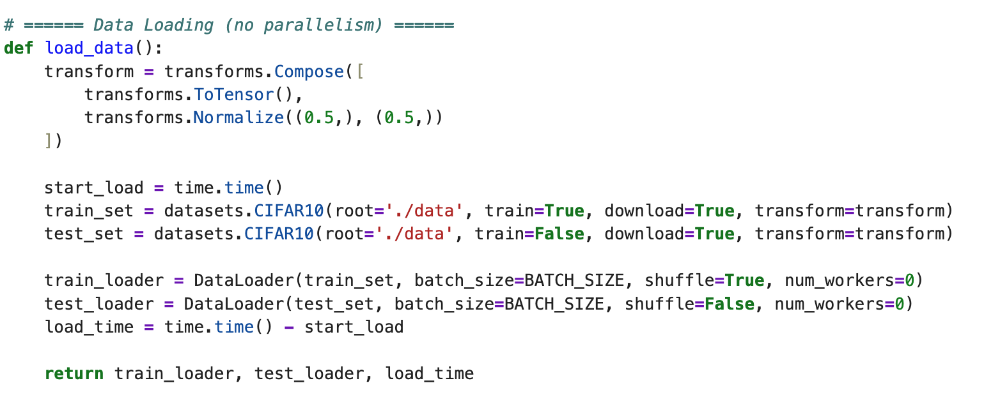 # ====== Data Loading (no parallelism) ======
def load_data():
    transform = transforms.Compose([
        transforms.ToTensor(),
        transforms.Normalize((0.5,), (0.5,))
    ])
    start_load = time.time()
    train_set = datasets.CIFAR10(root='./data', train=True, download=True, transform=transform)
    test_set = datasets.CIFAR10(root='./data', train=False, download=True, transform=transform)
    train_loader = DataLoader(train_set, batch_size=BATCH_SIZE, shuffle=True, num_workers=0)
    test_loader = DataLoader(test_set, batch_size=BATCH_SIZE, shuffle=False, num_workers=0)
    load_time = time.time() - start_load
    return train_loader, test_loader, load_time